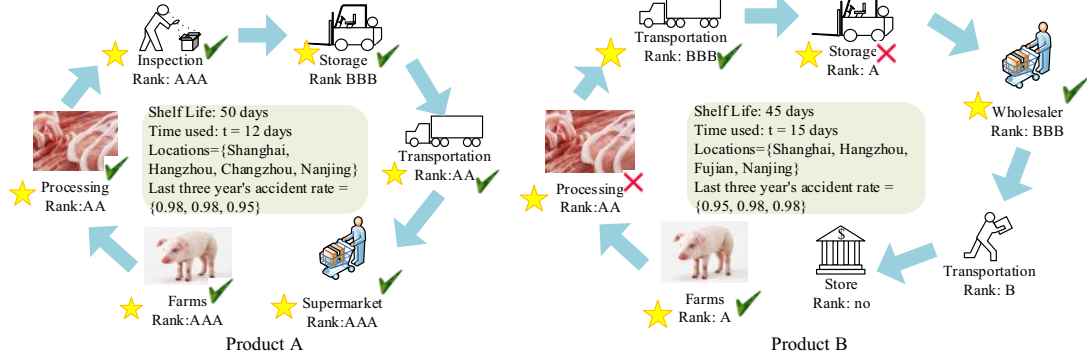 Inspection
Rank: AAA
Storage
Rank BBB
Shelf Life: 50 days
Time used: t = 12 days
Locations={Shanghai,
Hangzhou, Changzhou, Nanjing}
Last three year's accident rate =
{0.98, 0.98, 0.95}
Transportation
Rank:AA
Processing
Rank:AA
Farms
Rank:AAA
Supermarket
Rank:AAA
Product A
Transportation
Rank: BBB
Storage
Rank: A
Wholesaler
Rank: BBB
Shelf Life: 45 days
Time used: t = 15 days
Locations={Shanghai, Hangzhou,
Fujian, Nanjing}
Last three year's accident rate =
{0.95, 0.98, 0.98}
Processing
Rank:AA
Farms
Rank: A
$
Store
Rank: no
Transportation
Rank: B
Product B